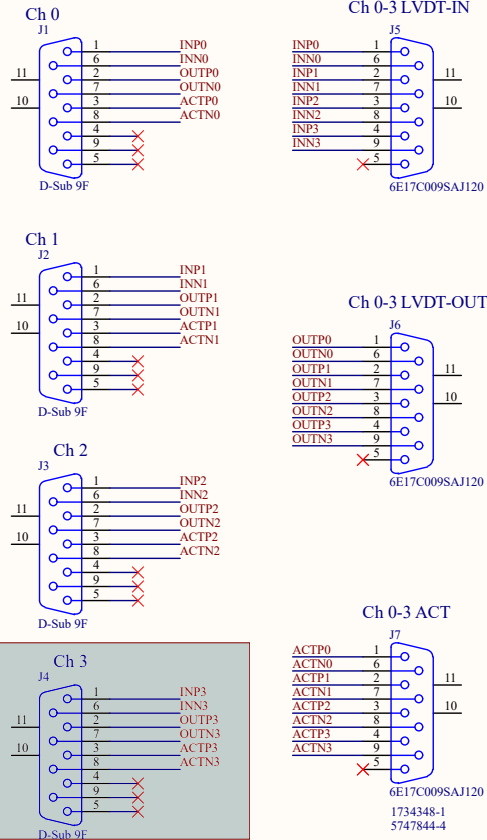 Ch 0
J1
1 INP0
6 INN0
11 2 OUTP0
7 OUTN0
10 3 ACTP0
8 ACTN0
4
9
5
D-Sub 9F
Ch 1
J2
1 INP1
6 INN1
11 2 OUTP1
7 OUTN1
10 3 ACTP1
8 ACTN1
4
9
5
D-Sub 9F
Ch 2
J3
1 INP2
6 INN2
11 2 OUTP2
7 OUTN2
10 3 ACTP2
8 ACTN2
4
9
5
D-Sub 9F
Ch 3
J4
1 INP3
6 INN3
11 2 OUTP3
7 OUTN3
10 3 ACTP3
8 ACTN3
4
9
5
D-Sub 9F
Ch 0-3 LVDT-IN
J5
INP0 1
INN0 6
INP1 2 11
INN1 7
INP2 3 10
INN2 8
INP3 4
INN3 9
5
6E17C009SAJ120
Ch 0-3 LVDT-OUT
J6
OUTP0 1
OUTN0 6
OUTP1 2 11
OUTN1 7
OUTP2 3 10
OUTN2 8
OUTP3 4
OUTN3 9
5
6E17C009SAJ120
Ch 0-3 ACT
J7
ACTP0 1
ACTN0 6
ACTP1 2 11
ACTN1 7
ACTP2 3 10
ACTN2 8
ACTP3 4
ACTN3 9
5
6E17C009SAJ120
1734348-1
5747844-4